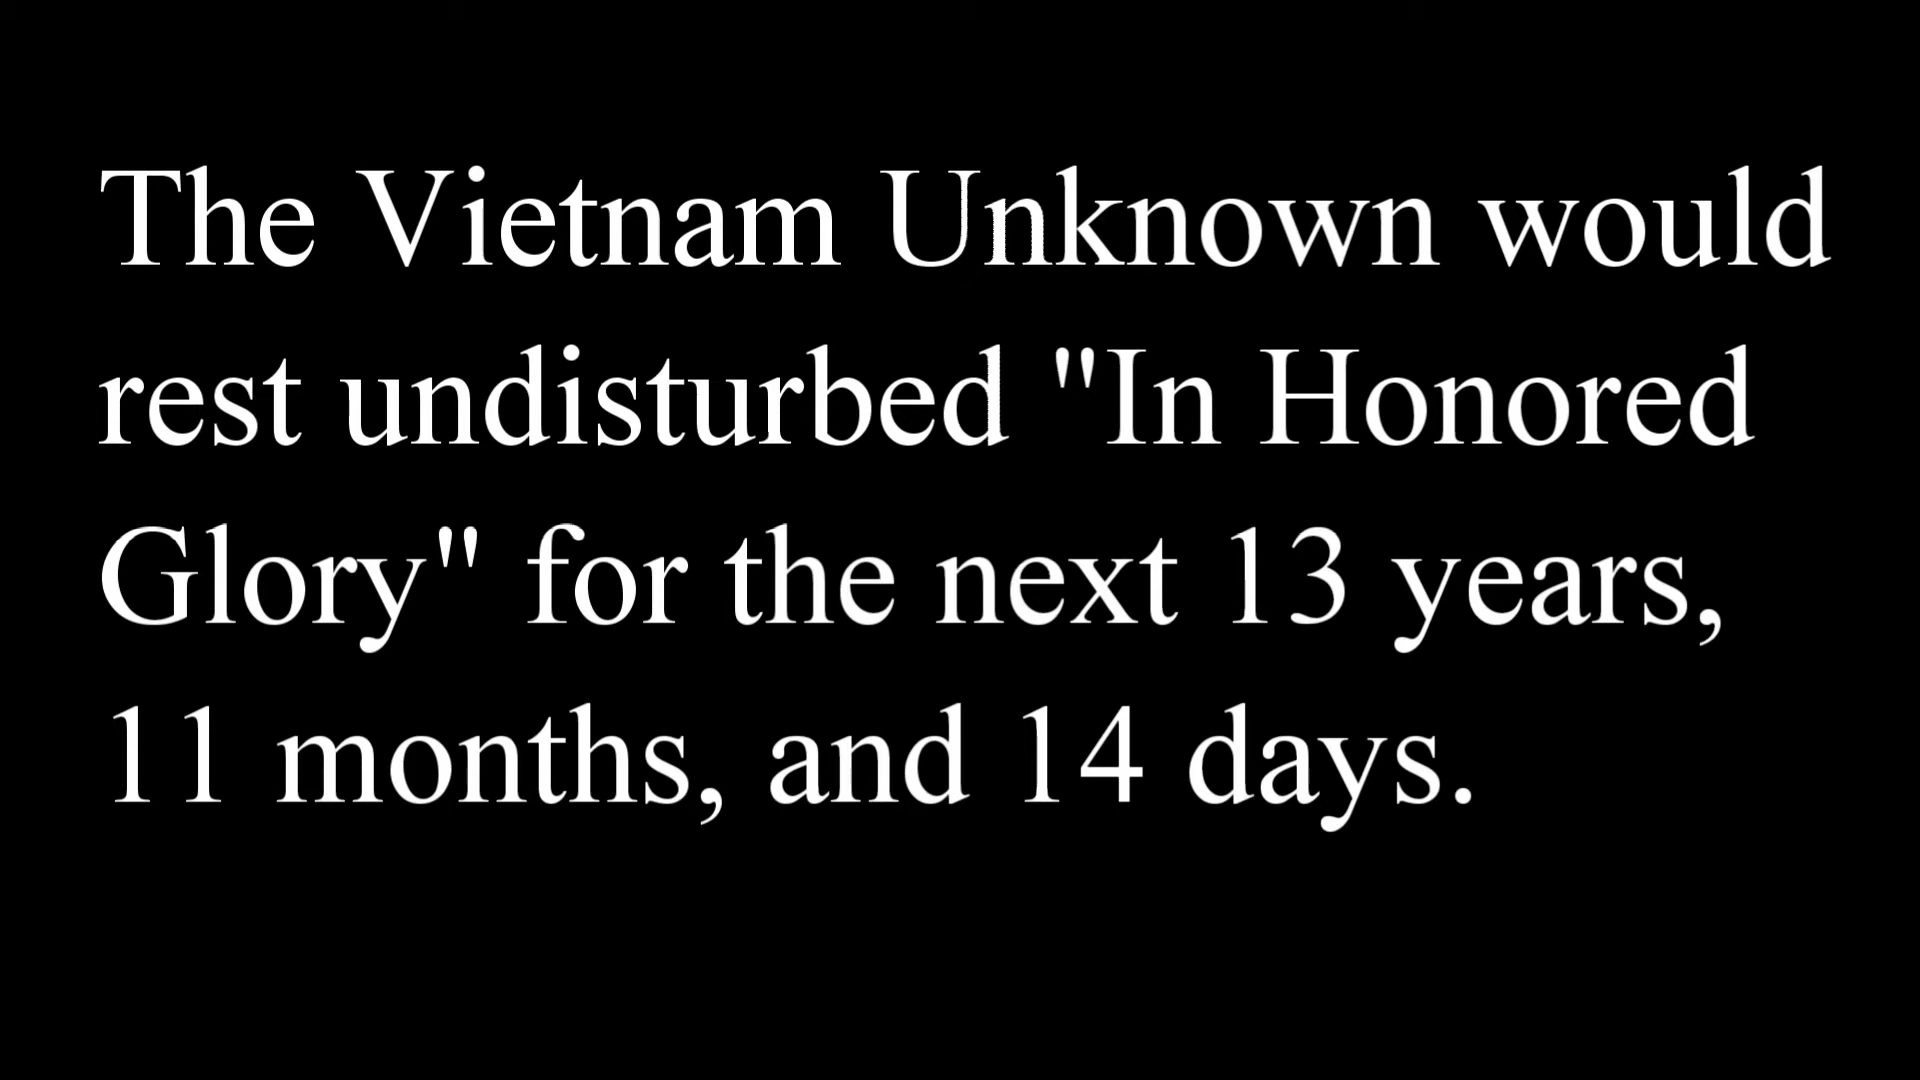 The Vietnam Unknown would
rest undisturbed "In Honored
Glory" for the next 13 years,
11 months, and 14 days.